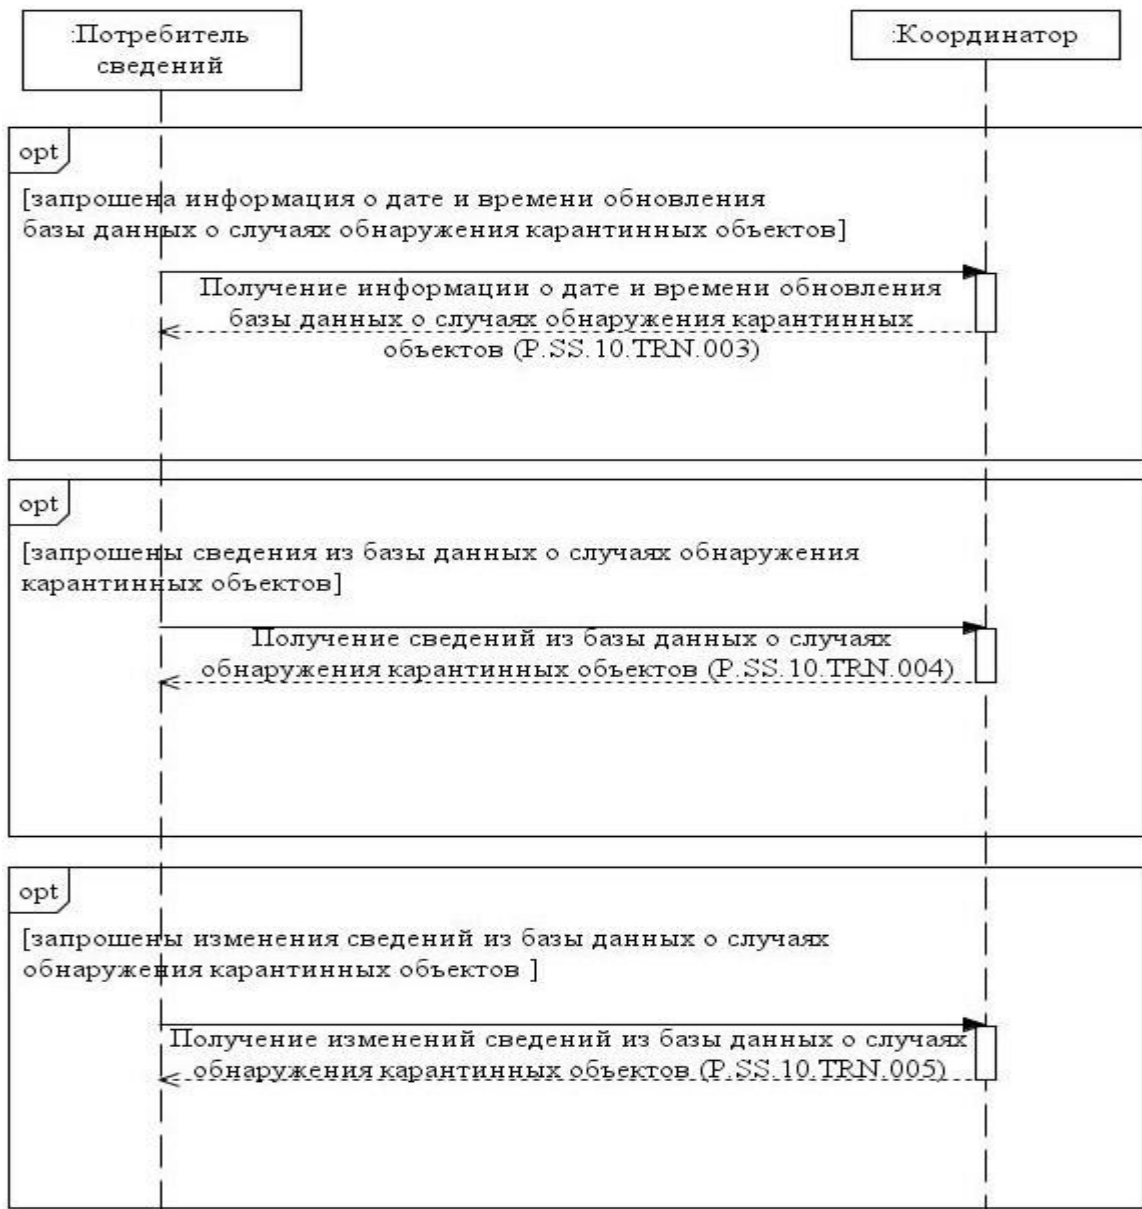 :Потребитель
сведений
:Координатор
opt
[запрошена информация о дате и времени обновления
базы данных о случаях обнаружения карантинных объектов]
Получение информации о дате и времени обновления
базы данных о случаях обнаружения карантинных
объектов (P.SS.10.TRN.003)
opt
[запрошены сведения из базы данных о случаях обнаружения
карантинных объектов]
Получение сведений из базы данных о случаях
обнаружения карантинных объектов (P.SS.10.TRN.004)
opt
[запрошены изменения сведений из базы данных о случаях
обнаружения карантинных объектов ]
Получение изменений сведений из базы данных о случаях
обнаружения карантинных объектов (P.SS.10.TRN.005)